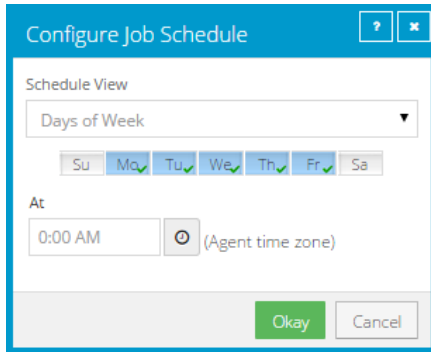 Configure Job Schedule ? ×
Schedule View
Days of Week
Su Mo Tu We Th Fr Sa
At
0:00 AM (Agent time zone)
Okay Cancel